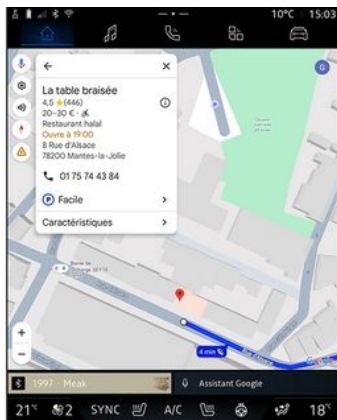 10°C 15:03
La table braisée
4,5 ★ (446)
20–30 € ·
Restaurant halal
Ouvre à 19:00
8 Rue d'Alsace
78200 Mantes-la-Jolie
01 75 74 43 84
P Facile
Caractéristiques
G
P
+
−
4 min
1997 · Meak
Assistant Google
21° 2 SYNC A/C 18°